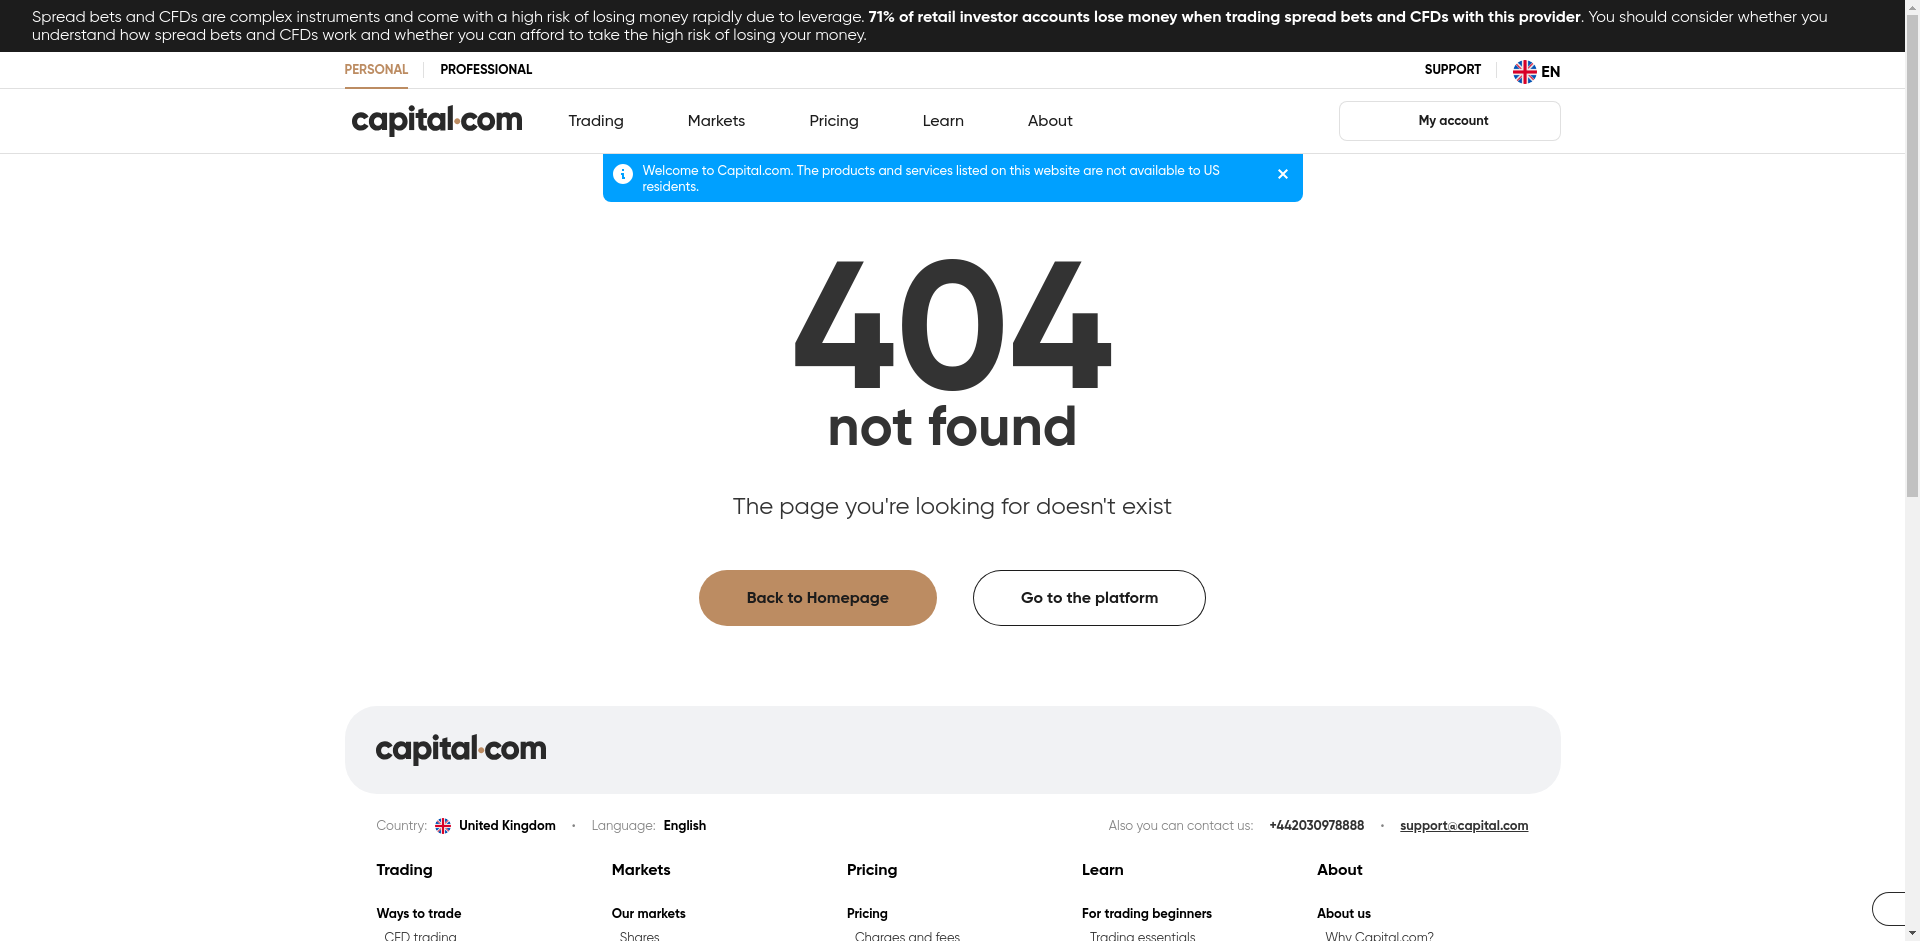 Spread bets and CFDs are complex instruments and come with a high risk of losing money rapidly due to leverage. 71% of retail investor accounts lose money when trading spread bets and CFDs with this provider. You should consider whether you
understand how spread bets and CFDs work and whether you can afford to take the high risk of losing your money.
PERSONAL PROFESSIONAL SUPPORT EN
capital.com Trading Markets Pricing Learn About My account
Welcome to Capital.com. The products and services listed on this website are not available to US
residents.
404
not found
The page you're looking for doesn't exist
Back to Homepage Go to the platform
capital.com
Country: United Kingdom • Language: English Also you can contact us: +442030978888 • support@capital.com
Trading Markets Pricing Learn About
Ways to trade Our markets Pricing For trading beginners About us
CFD trading Shares Charges and fees Trading essentials Why Capital.com?